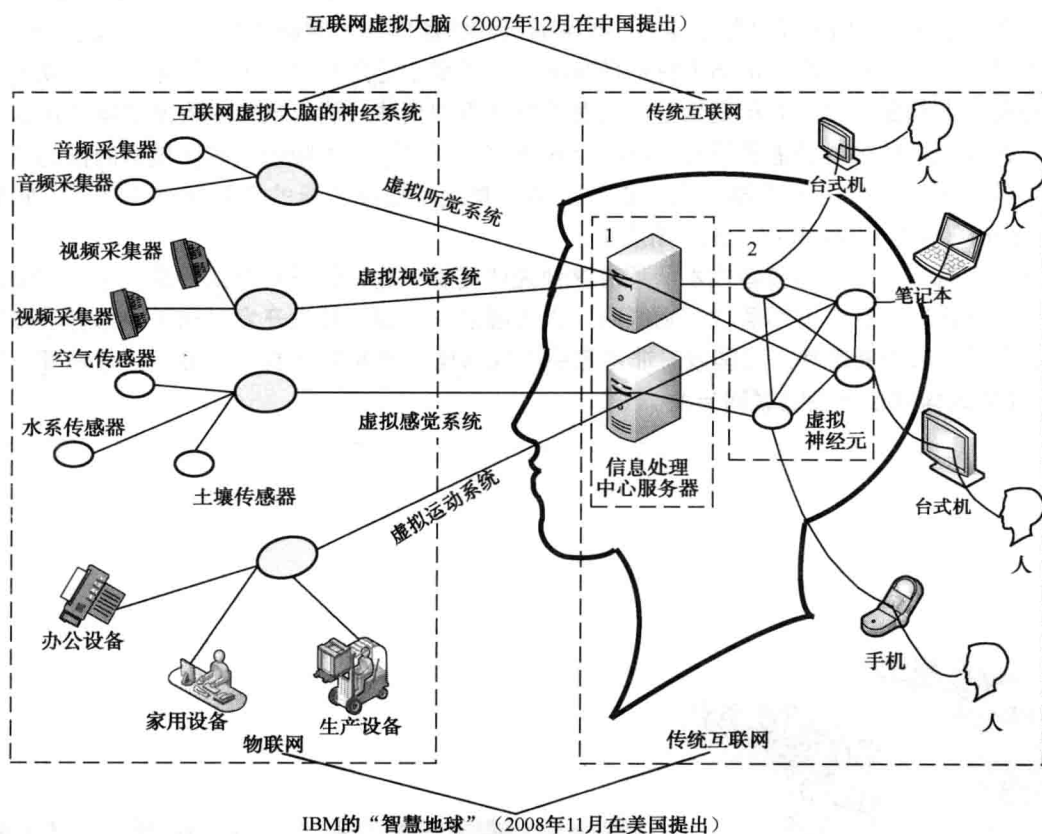 互联网虚拟大脑（2007年12月在中国提出）
互联网虚拟大脑的神经系统
传统互联网
音频采集器
音频采集器
虚拟听觉系统
台式机
人
人
视频采集器
虚拟视觉系统
1
2
笔记本
视频采集器
空气传感器
虚拟感觉系统
水系传感器
虚拟
神经元
土壤传感器
信息处理
中心服务器
虚拟运动系统
台式机
人
办公设备
手机
家用设备
生产设备
人
物联网
传统互联网
IBM的“智慧地球”（2008年11月在美国提出）